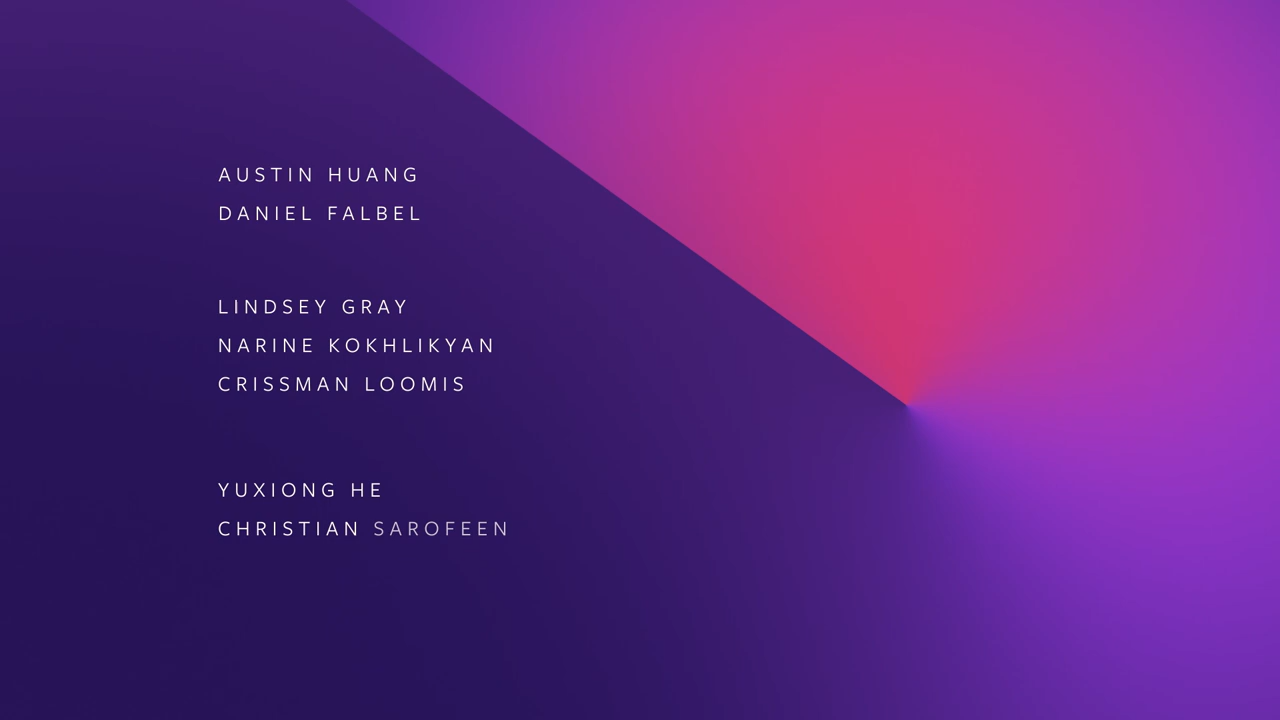 AUSTIN HUANG
DANIEL FALBEL
LINDSEY GRAY
NARINE KOKHLIKYAN
CRISSMAN LOOMIS
YUXIONG HE
CHRISTIAN SAROFEEN